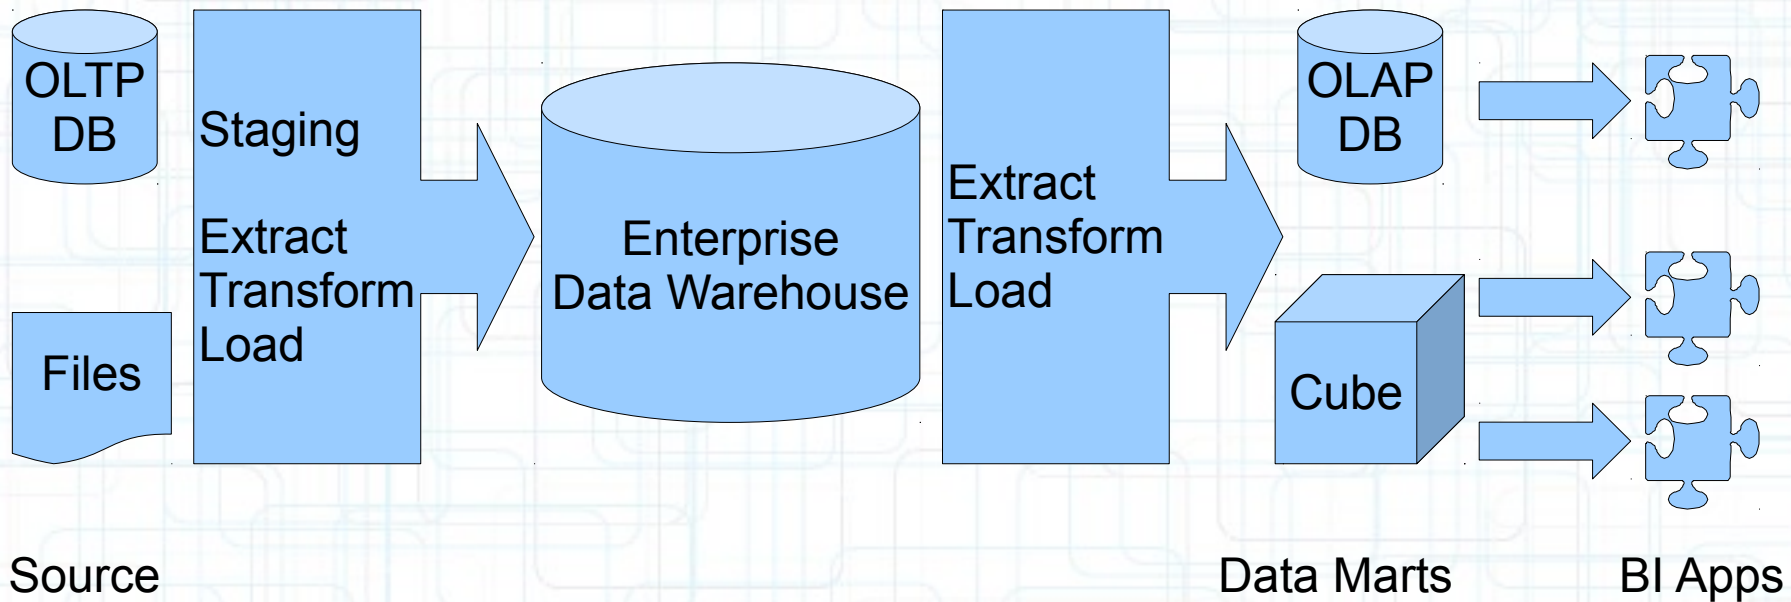 OLTP
DB
Files
Staging
Extract
Transform
Load
Enterprise
Data Warehouse
Extract
Transform
Load
OLAP
DB
Cube
Source
Data Marts
BI Apps